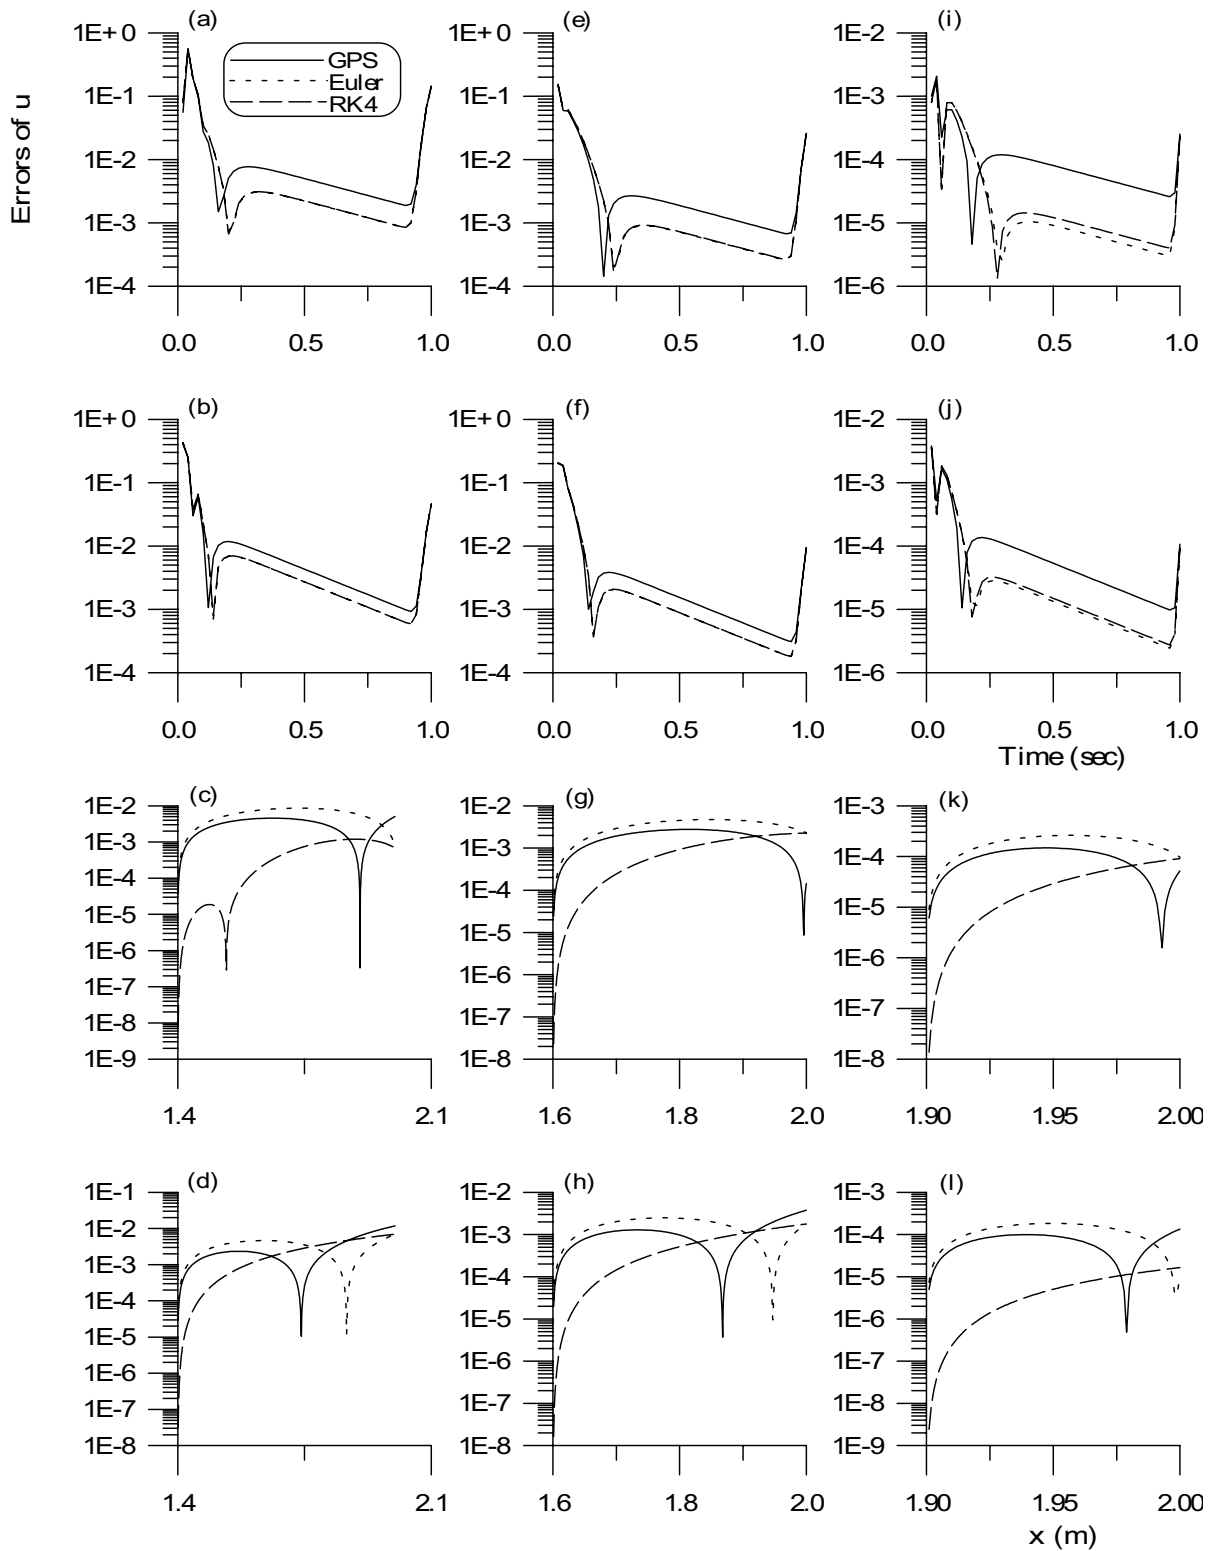 Errors of u
(a)
1E+0
1E-1
1E-2
1E-3
1E-4
0.0 0.5 1.0
GPS
Euler
RK4
(e)
1E+0
1E-1
1E-2
1E-3
1E-4
0.0 0.5 1.0
(i)
1E-2
1E-3
1E-4
1E-5
1E-6
0.0 0.5 1.0
(b)
1E+0
1E-1
1E-2
1E-3
1E-4
0.0 0.5 1.0
(f)
1E+0
1E-1
1E-2
1E-3
1E-4
0.0 0.5 1.0
(j)
1E-2
1E-3
1E-4
1E-5
1E-6
0.0 0.5 1.0
Time (sec)
(c)
1E-2
1E-3
1E-4
1E-5
1E-6
1E-7
1E-8
1E-9
1.4 2.1
(g)
1E-2
1E-3
1E-4
1E-5
1E-6
1E-7
1E-8
1.6 1.8 2.0
(k)
1E-3
1E-4
1E-5
1E-6
1E-7
1E-8
1.90 1.95 2.00
(d)
1E-1
1E-2
1E-3
1E-4
1E-5
1E-6
1E-7
1E-8
1.4 2.1
(h)
1E-2
1E-3
1E-4
1E-5
1E-6
1E-7
1E-8
1.6 1.8 2.0
(l)
1E-3
1E-4
1E-5
1E-6
1E-7
1E-8
1E-9
1.90 1.95 2.00
x (m)